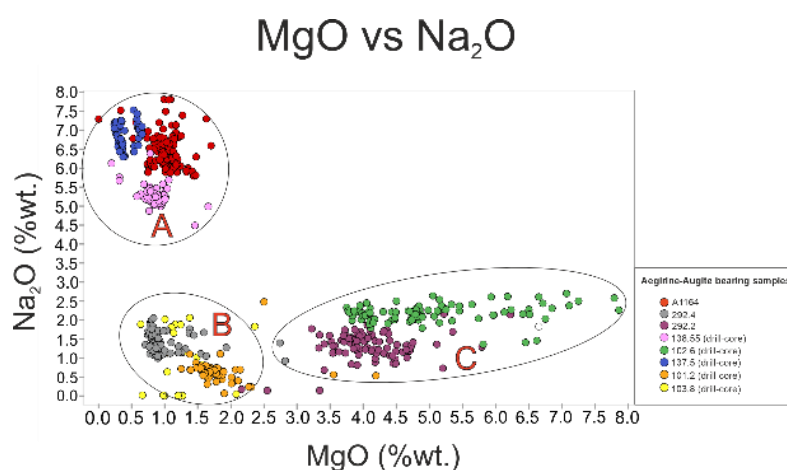 MgO vs Na₂O
Na₂O (%wt.)
8.0
7.5
7.0
6.5
6.0
5.5
5.0
4.5
4.0
3.5
3.0
2.5
2.0
1.5
1.0
0.5
0.0
A
B
C
0.0 0.5 1.0 1.5 2.0 2.5 3.0 3.5 4.0 4.5 5.0 5.5 6.0 6.5 7.0 7.5 8.0
MgO (%wt.)
Aegirine-Augite bearing samples
A1164
292.4
292.2
138.55 (drill-core)
102.6 (drill-core)
137.5 (drill-core)
101.2 (drill-core)
103.8 (drill-core)